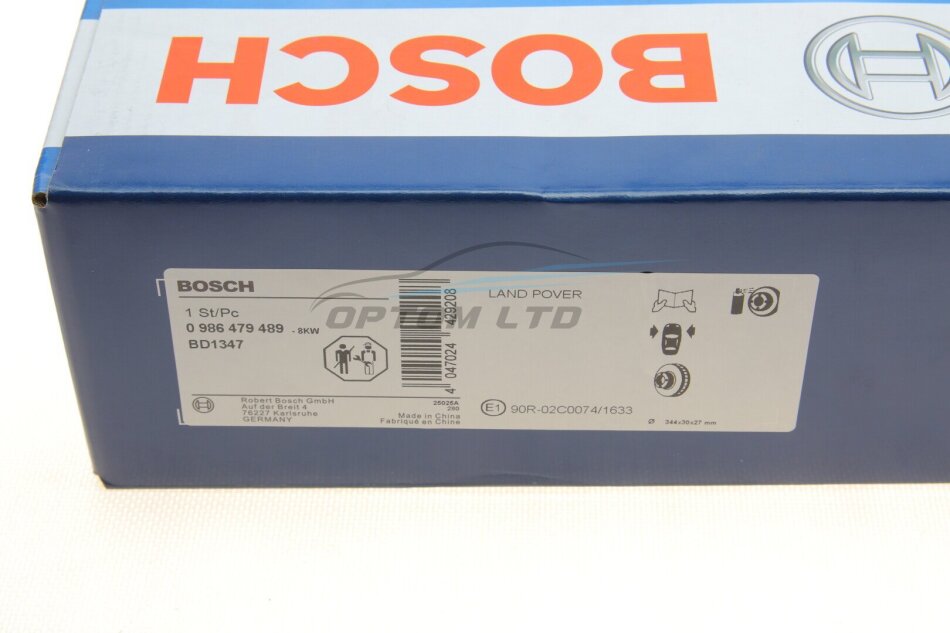 BOSCH
BOSCH
1 St/Pc
0 986 479 489 - 8KW
BD1347
4 047024 429208
LAND POVER
OPTOM LTD
Robert Bosch GmbH
Auf der Breit 4
76227 Karlsruhe
GERMANY
25025A
280
Made in China
Fabriqué en Chine
E1 90R-02C0074/1633
Ø 344x30x27 mm